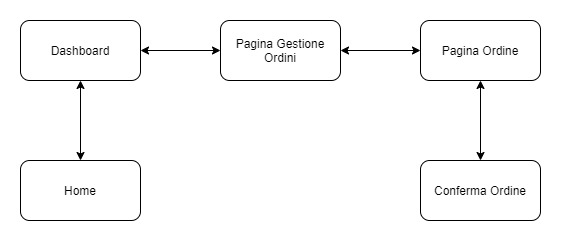 Dashboard
Pagina Gestione
Ordini
Pagina Ordine
Home
Conferma Ordine